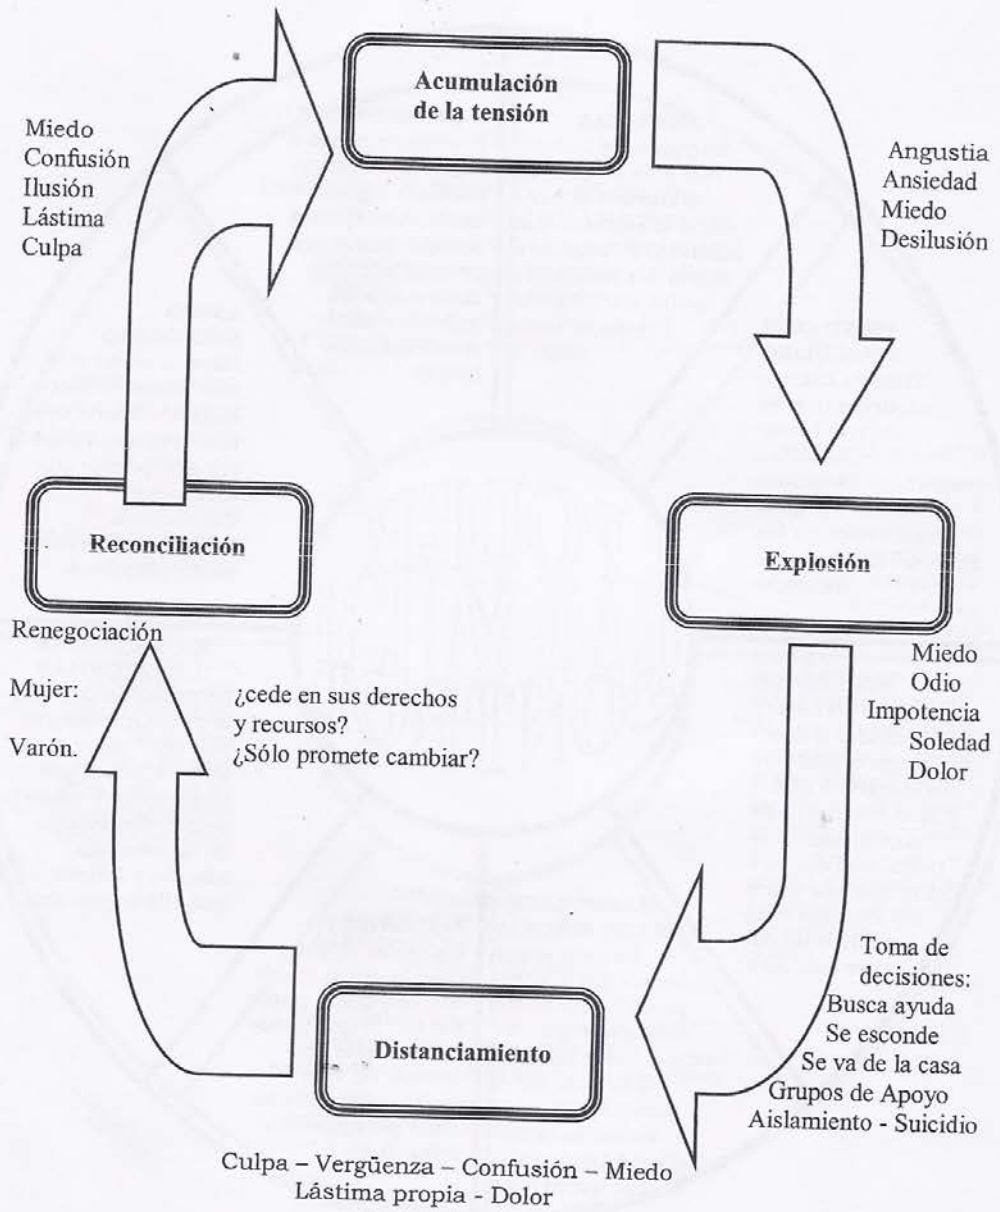 Acumulación
de la tensión
Angustia
Ansiedad
Miedo
Desilusión
Explosión
Miedo
Odio
Impotencia
Soledad
Dolor
Toma de
decisiones:
Busca ayuda
Se esconde
Se va de la casa
Grupos de Apoyo
Aislamiento - Suicidio
Distanciamiento
Culpa – Vergüenza – Confusión – Miedo
Lástima propia - Dolor
Reconciliación
Renegociación
Mujer: ¿cede en sus derechos
y recursos?
Varón. ¿Sólo promete cambiar?
Miedo
Confusión
Ilusión
Lástima
Culpa